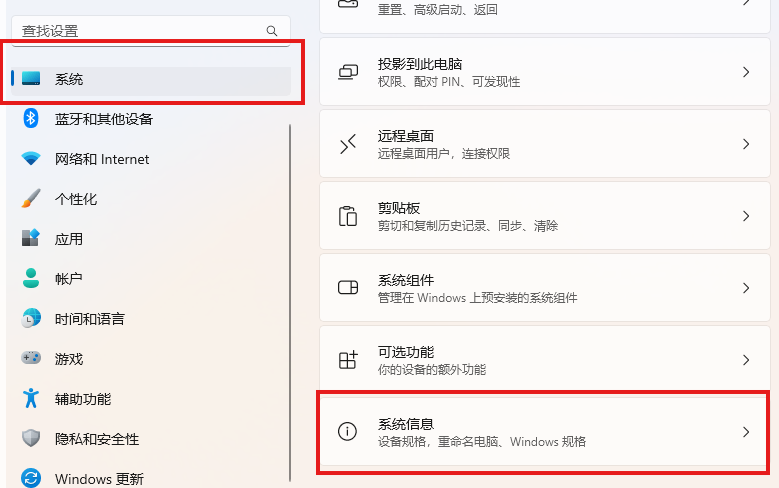 查找设置
系统
蓝牙和其他设备
网络和 Internet
个性化
应用
帐户
时间和语言
游戏
辅助功能
隐私和安全性
Windows 更新
重置、高级启动、返回
投影到此电脑
权限、配对 PIN、可发现性
远程桌面
远程桌面用户，连接权限
剪贴板
剪切和复制历史记录、同步、清除
系统组件
管理在 Windows 上预安装的系统组件
可选功能
你的设备的额外功能
系统信息
设备规格，重命名电脑、Windows 规格